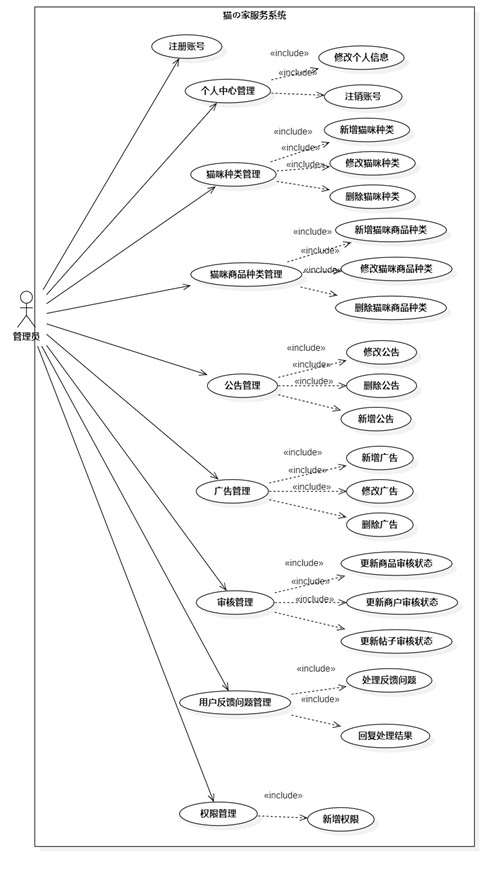 猫の家服务系统
注册账号
«include»
修改个人信息
«include»
个人中心管理
注销账号
«include»
新增猫咪种类
«include»
修改猫咪种类
猫咪种类管理
«include»
删除猫咪种类
«include»
新增猫咪商品种类
«include»
猫咪商品种类管理
«include»
修改猫咪商品种类
删除猫咪商品种类
管理员
«include»
修改公告
«include»
公告管理
«include»
删除公告
新增公告
«include»
新增广告
«include»
广告管理
«include»
修改广告
删除广告
«include»
更新商品审核状态
«include»
审核管理
«include»
更新商户审核状态
更新帖子审核状态
«include»
处理反馈问题
用户反馈问题管理
«include»
回复处理结果
«include»
权限管理
新增权限